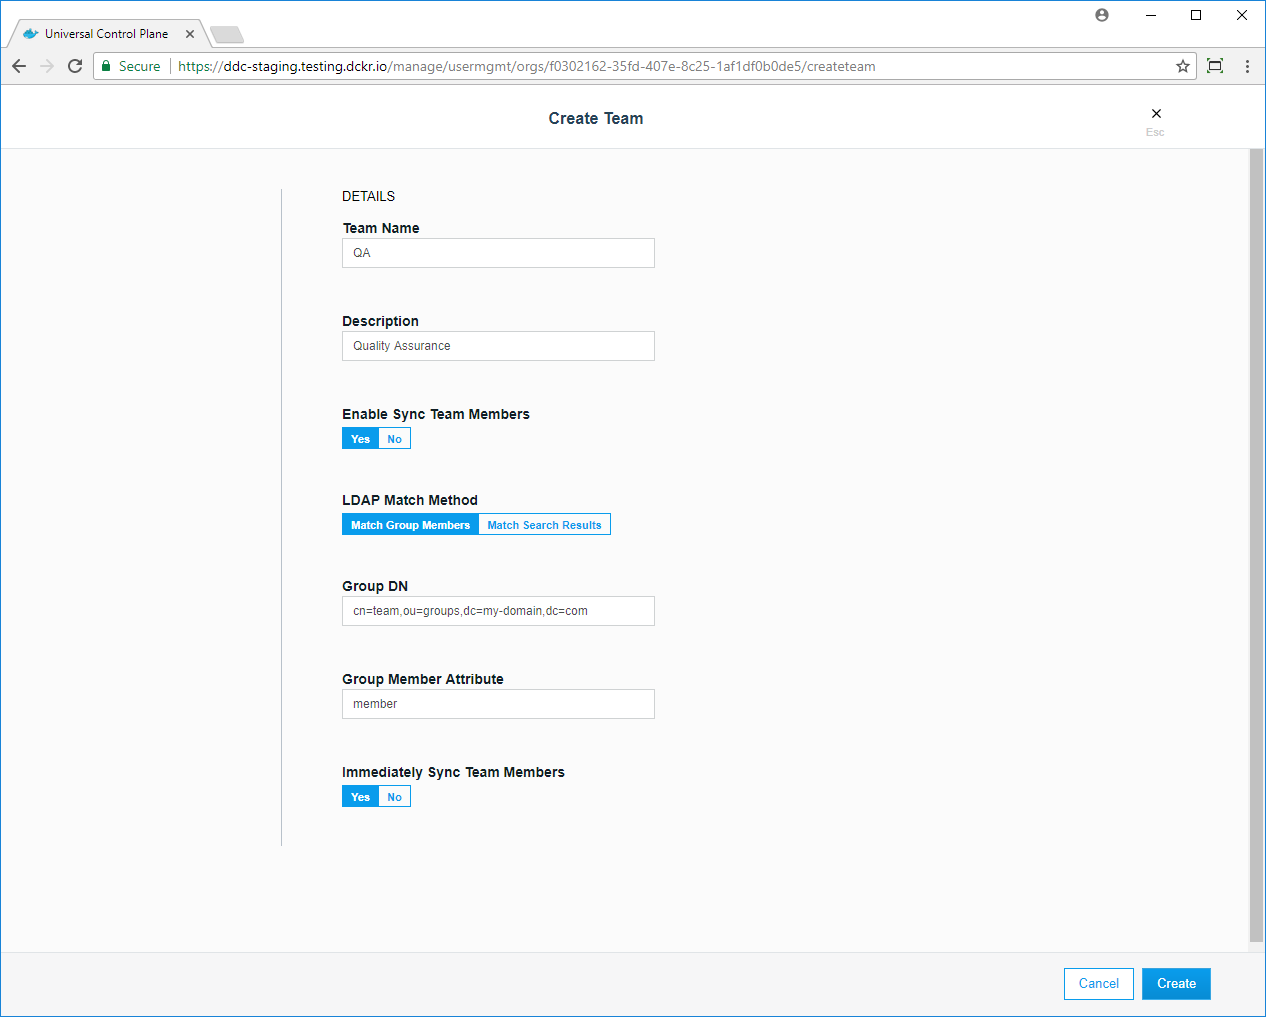 Universal Control Plane
Secure https://ddc-staging.testing.dckr.io/manage/usermgmt/orgs/f0302162-35fd-407e-8c25-1af1df0b0de5/createteam
Create Team
Esc
DETAILS
Team Name
QA
Description
Quality Assurance
Enable Sync Team Members
Yes No
LDAP Match Method
Match Group Members Match Search Results
Group DN
cn=team,ou=groups,dc=my-domain,dc=com
Group Member Attribute
member
Immediately Sync Team Members
Yes No
Cancel Create